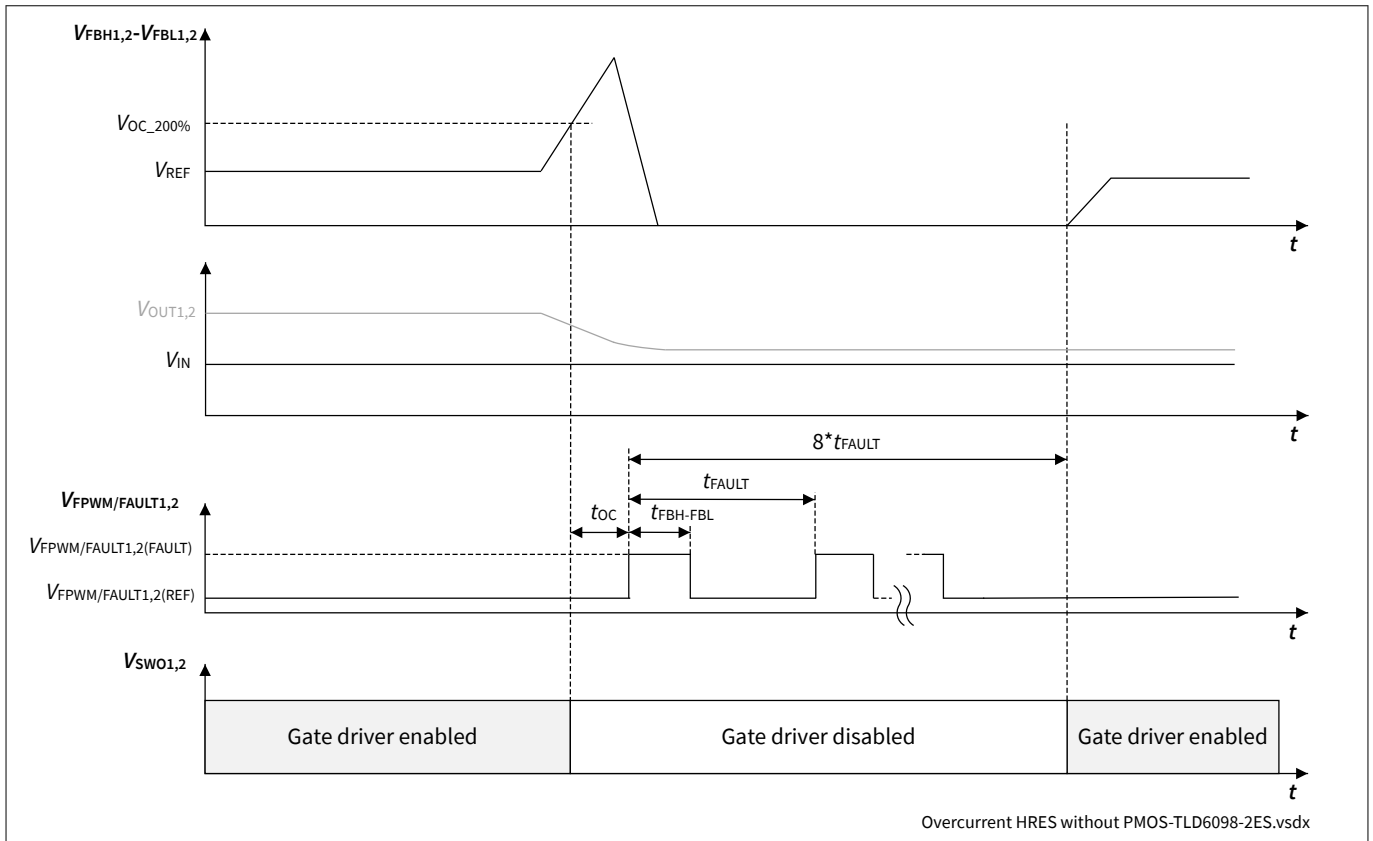 VFBH1,2-VFBL1,2
VOC_200%
VREF
t
VOUT1,2
VIN
t
8*tFAULT
tFAULT
VFPWM/FAULT1,2
tOC
tFBH-FBL
VFPWM/FAULT1,2(FAULT)
VFPWM/FAULT1,2(REF)
t
VSWO1,2
Gate driver enabled
Gate driver disabled
Gate driver enabled
t
Overcurrent HRES without PMOS-TLD6098-2ES.vsdx